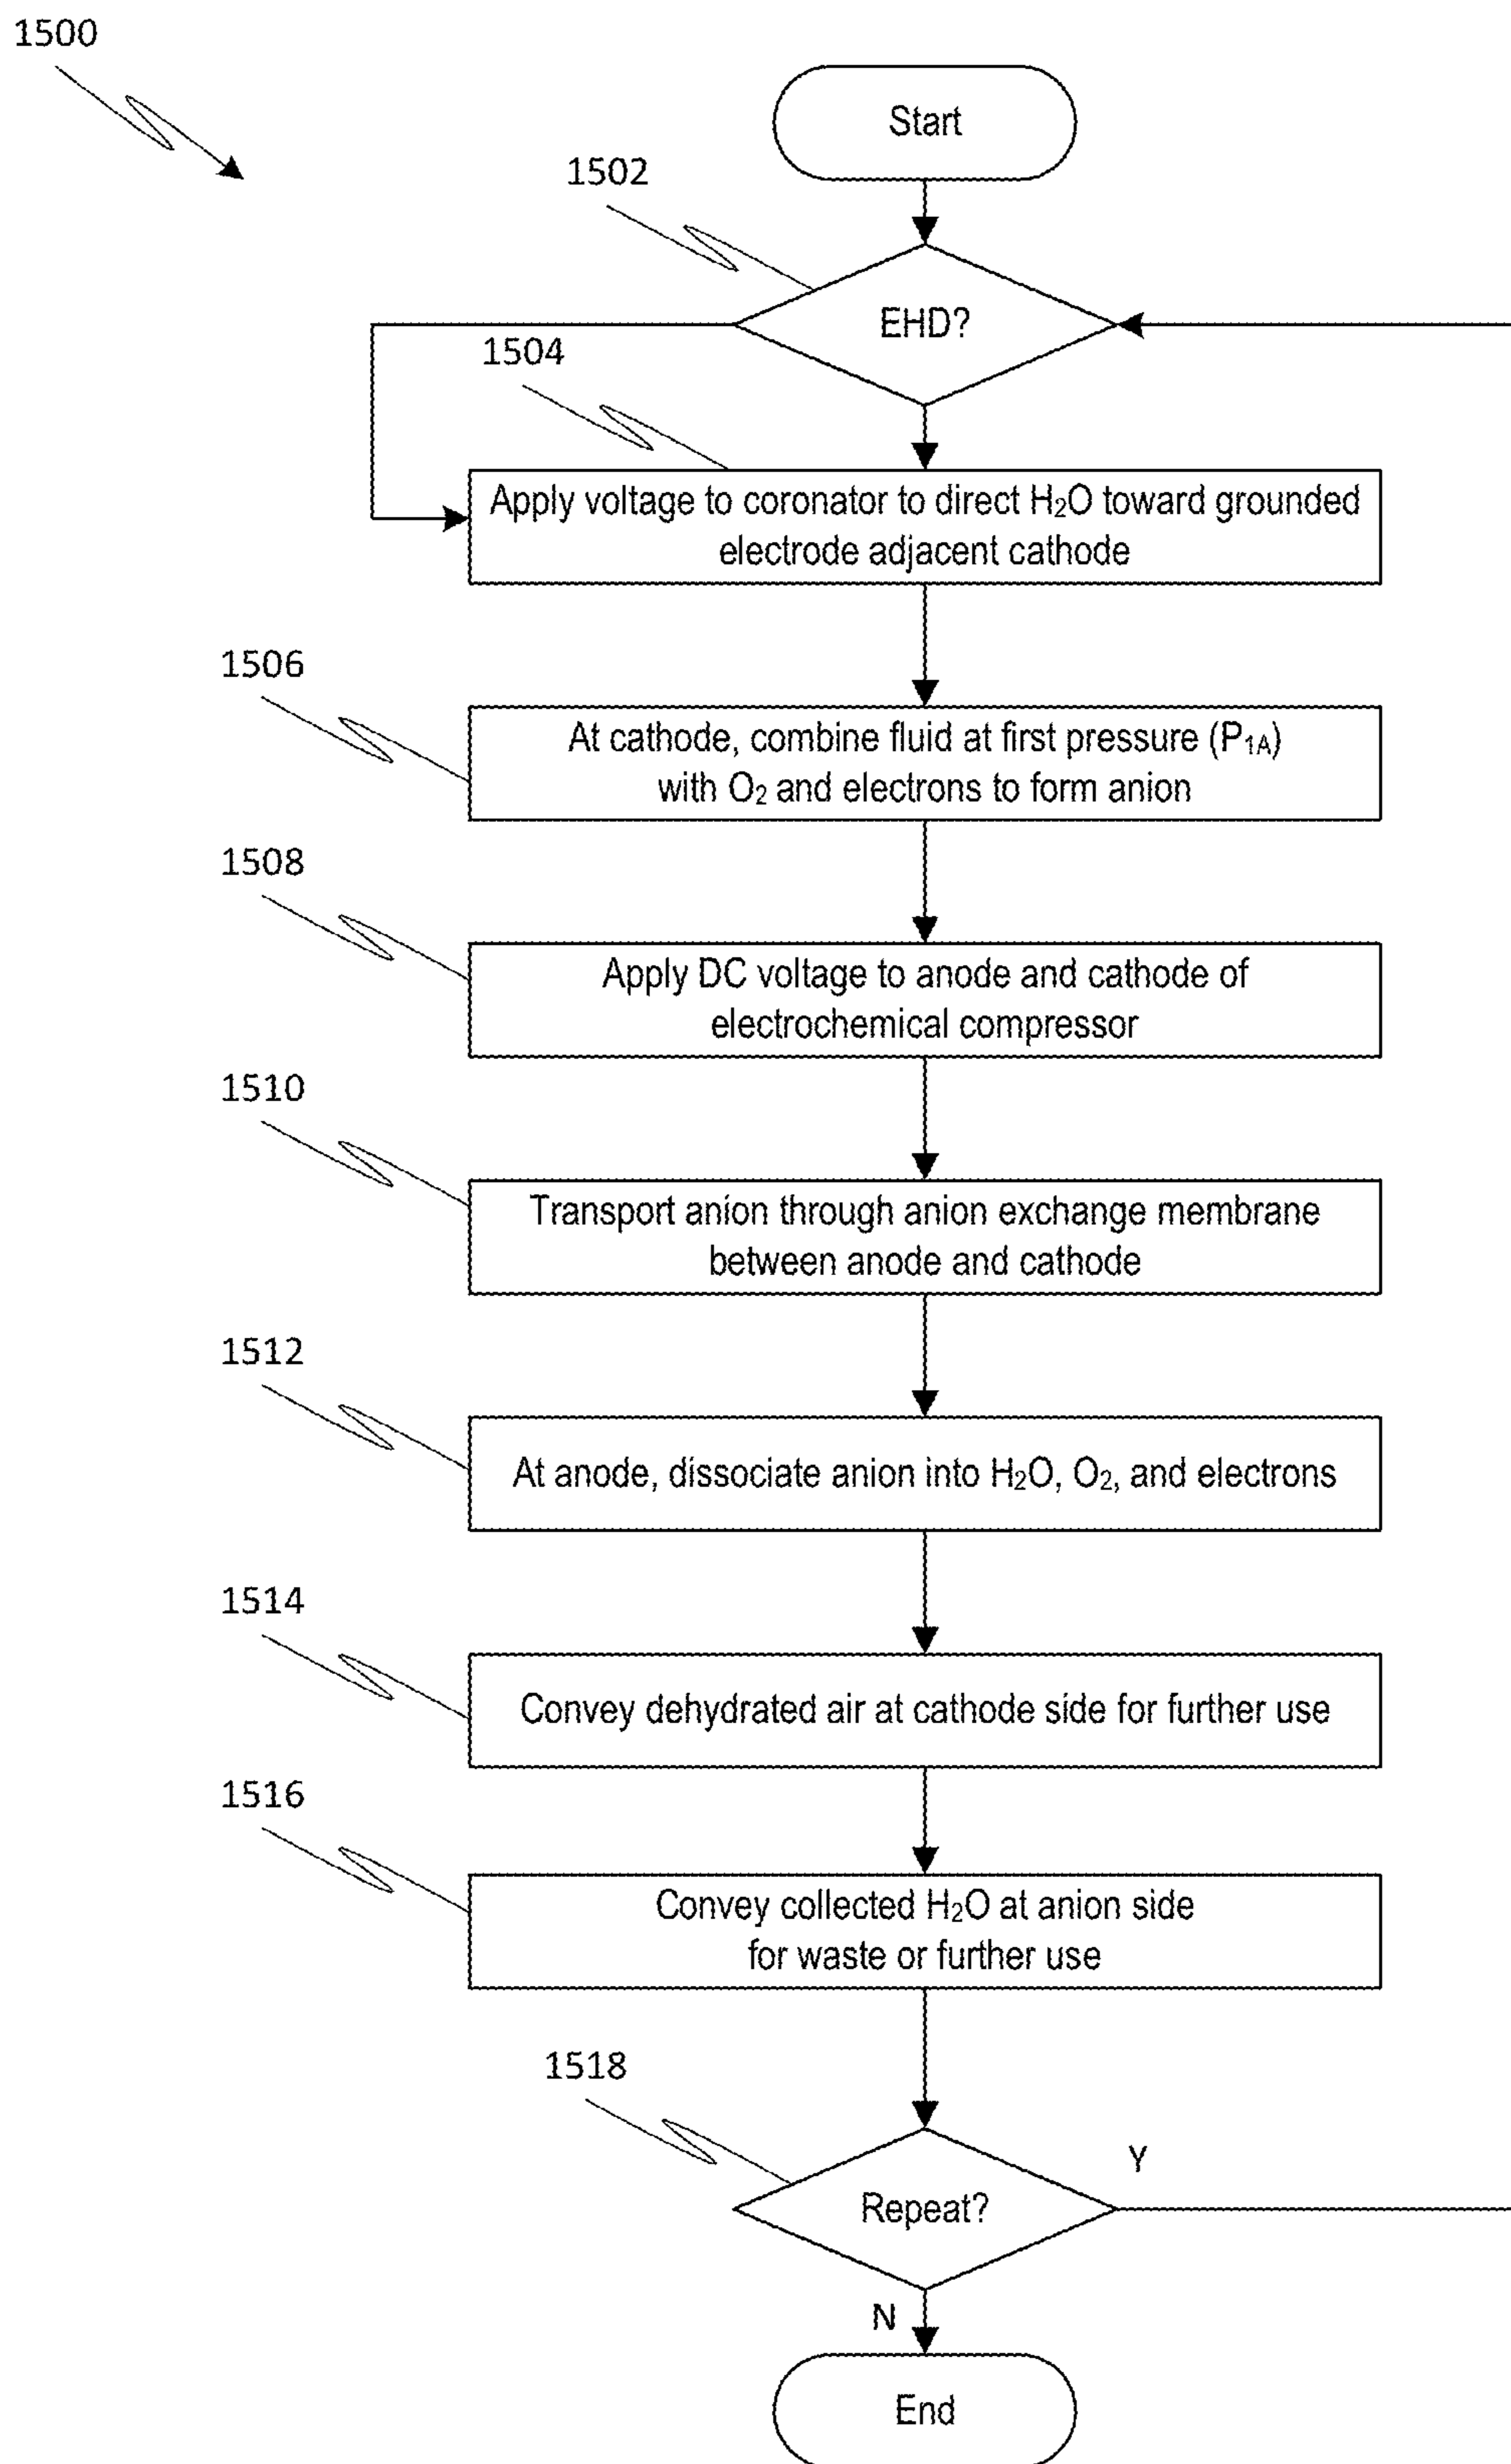 1500
Start
1502
EHD?
1504
Apply voltage to coronator to direct H₂O toward grounded
electrode adjacent cathode
1506
At cathode, combine fluid at first pressure (P₁ₐ)
with O₂ and electrons to form anion
1508
Apply DC voltage to anode and cathode of
electrochemical compressor
1510
Transport anion through anion exchange membrane
between anode and cathode
1512
At anode, dissociate anion into H₂O, O₂, and electrons
1514
Convey dehydrated air at cathode side for further use
1516
Convey collected H₂O at anion side
for waste or further use
1518
Y
Repeat?
N
End